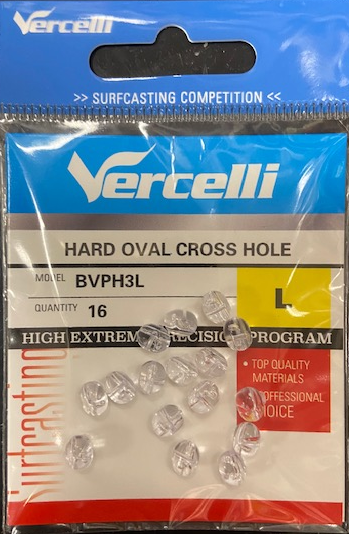 Vercelli
>> SURFCASTING COMPETITION <<
Vercelli
HARD OVAL CROSS HOLE
MODEL BVPH3L
QUANTITY 16
L
HIGH EXTREM PROGRAM
• TOP QUALITY
MATERIALS
Surfcasting